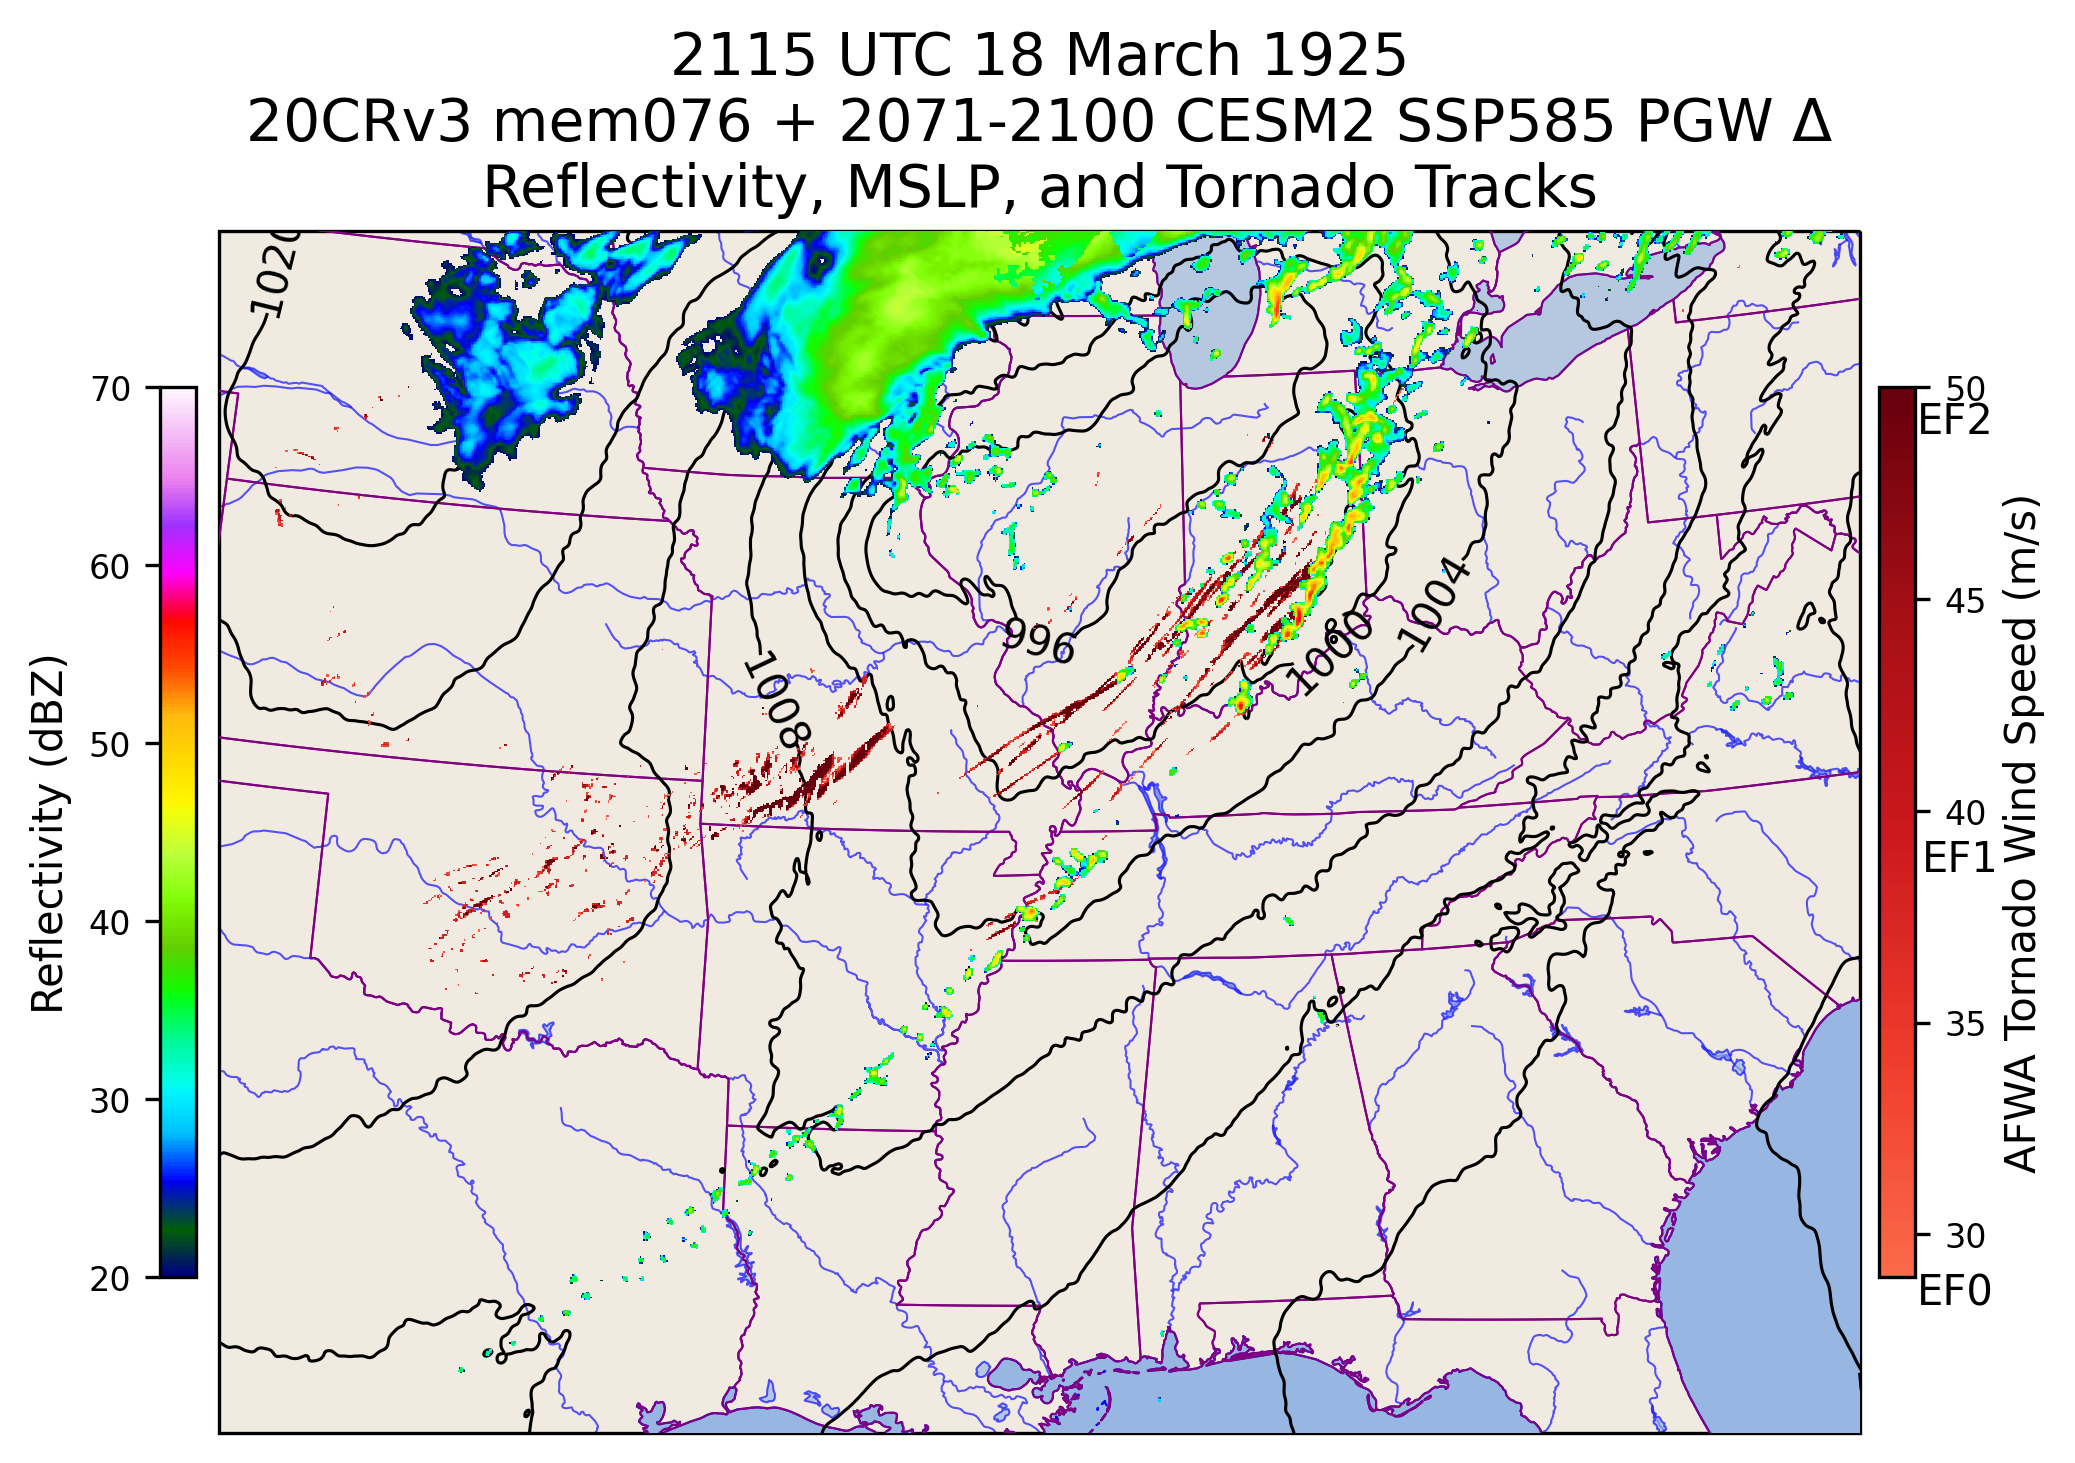 2115 UTC 18 March 1925
20CRv3 mem076 + 2071-2100 CESM2 SSP585 PGW Δ
Reflectivity, MSLP, and Tornado Tracks
1020
1008
996
1000
1004
70
60
50
40
30
20
Reflectivity (dBZ)
50
EF2
45
40
EF1
35
30
EF0
AFWA Tornado Wind Speed (m/s)